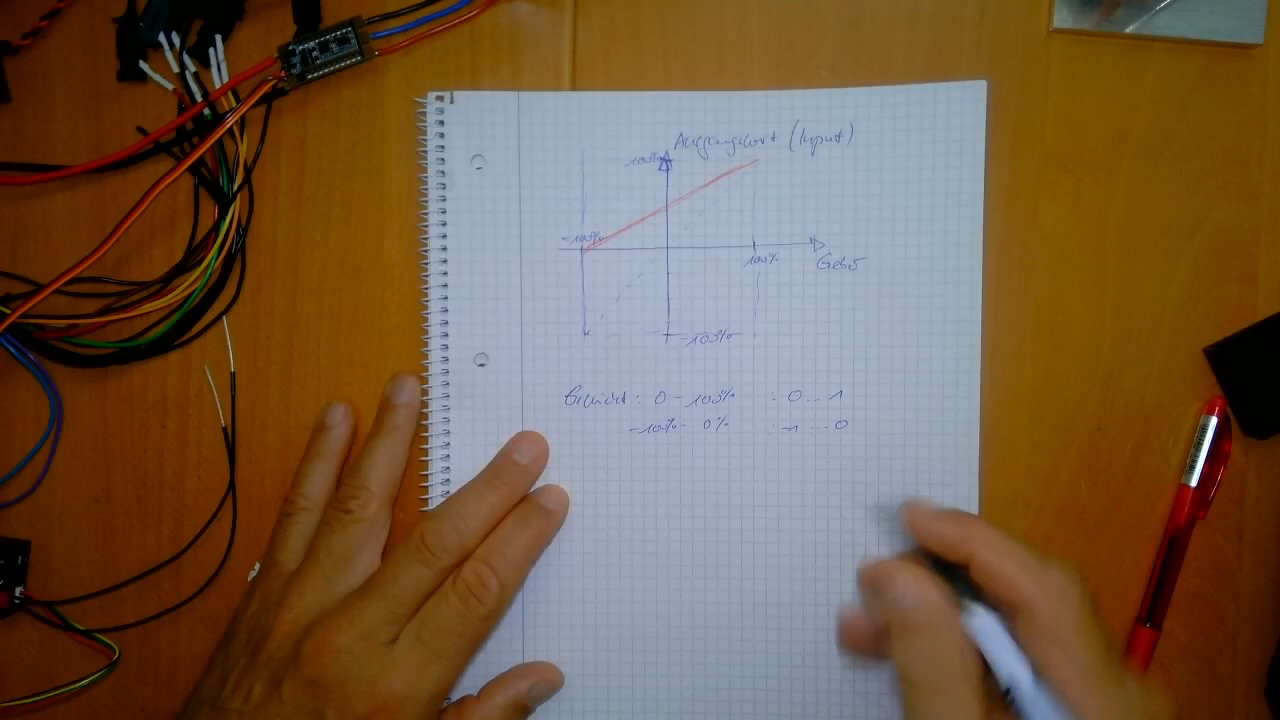 Ausgangswert (Input)
100%
-100%
100%
Geber
-100%
Gewicht: 0 - 100% : 0...1
-100% - 0% : -1 ... 0